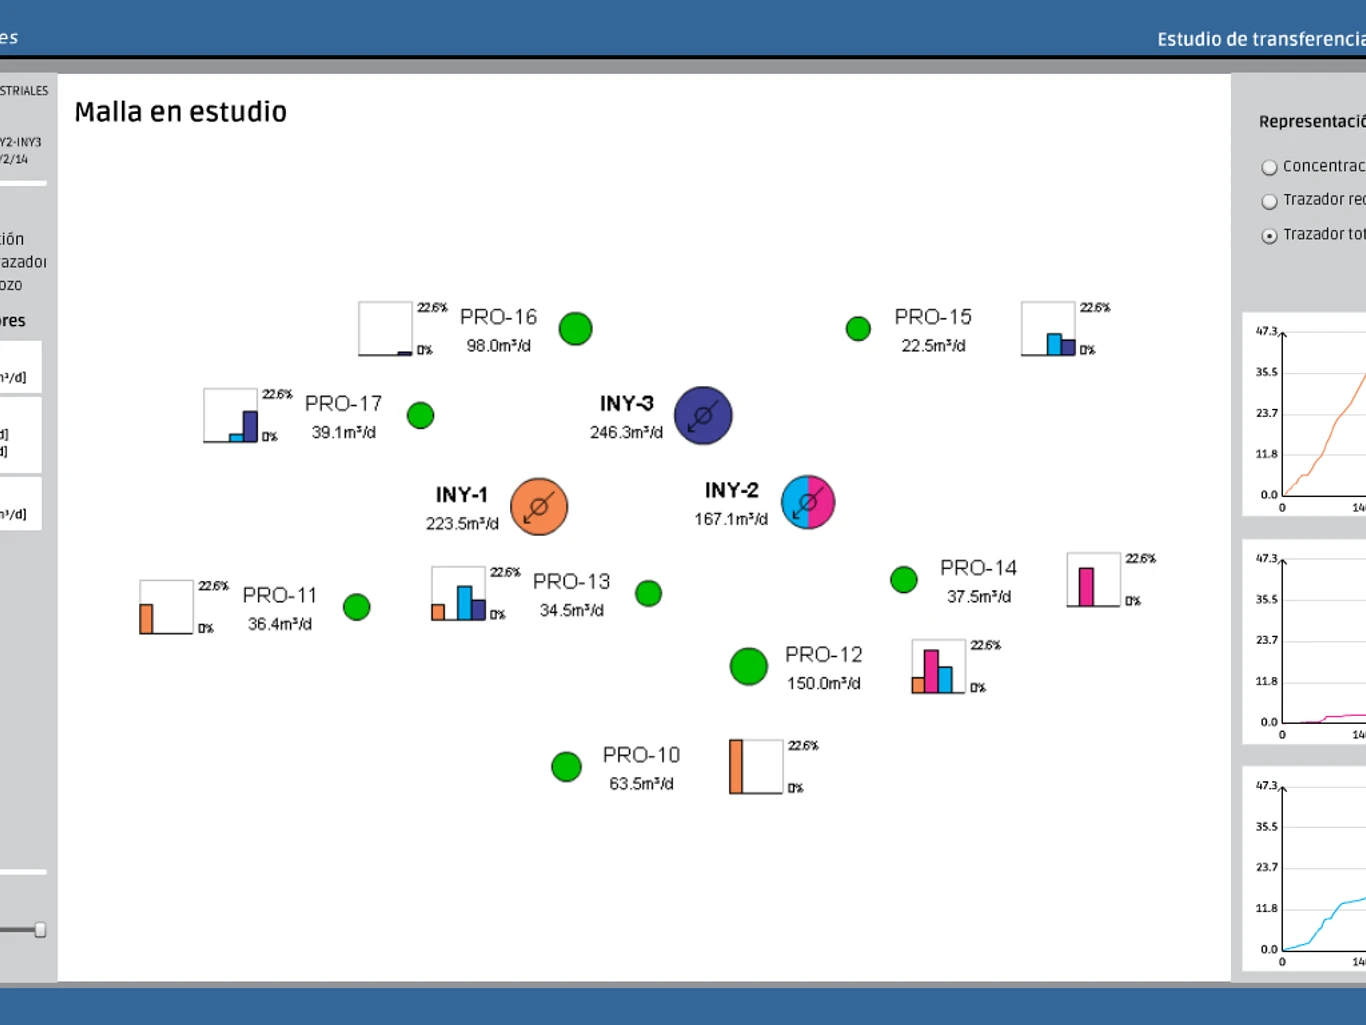 es
Estudio de transferencia
STRIALES
Y2-INY3
/2/14
ión
razador
ozo
res
m³/d]
d]
d]
m³/d]
Malla en estudio
22.6%
0%
PRO-16
98.0m³/d
PRO-15
22.5m³/d
22.6%
0%
22.6%
0%
PRO-17
39.1m³/d
INY-3
246.3m³/d
INY-1
223.5m³/d
INY-2
167.1m³/d
22.6%
0%
PRO-11
36.4m³/d
22.6%
0%
PRO-13
34.5m³/d
PRO-14
37.5m³/d
22.6%
0%
PRO-12
150.0m³/d
22.6%
0%
PRO-10
63.5m³/d
22.6%
0%
Representació
Concentrac
Trazador rec
Trazador tot
47.3
35.5
23.7
11.8
0.0
0 14
47.3
35.5
23.7
11.8
0.0
0 14
47.3
35.5
23.7
11.8
0.0
0 14